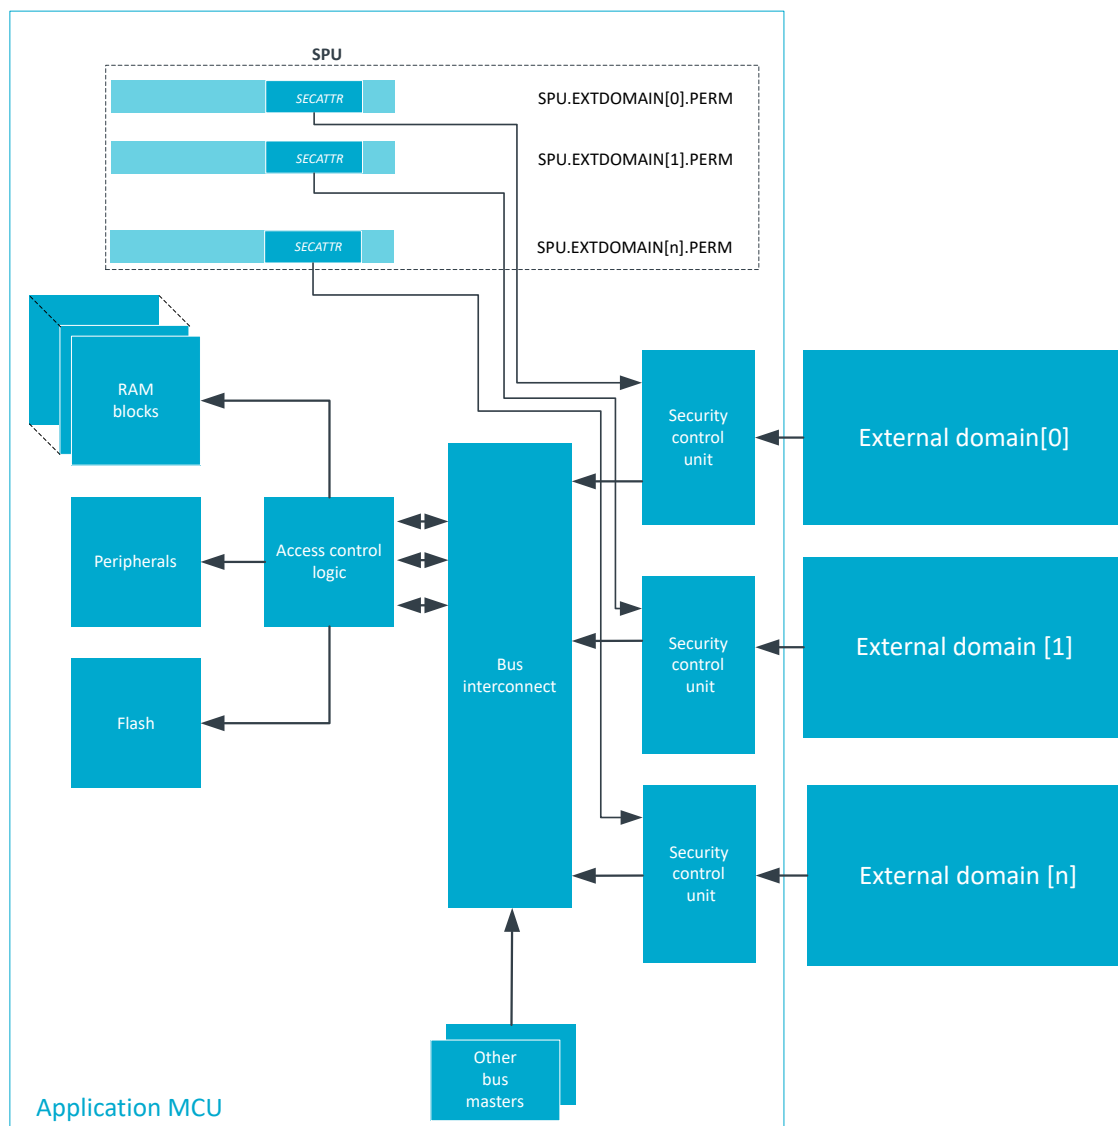 SPU
SECATTR
SPU.EXTDOMAIN[0].PERM
SECATTR
SPU.EXTDOMAIN[1].PERM
SECATTR
SPU.EXTDOMAIN[n].PERM
RAM
blocks
Security
control
unit
External domain[0]
Peripherals
Access control
logic
Bus
interconnect
Security
control
unit
External domain [1]
Flash
Security
control
unit
External domain [n]
Other
bus
masters
Application MCU